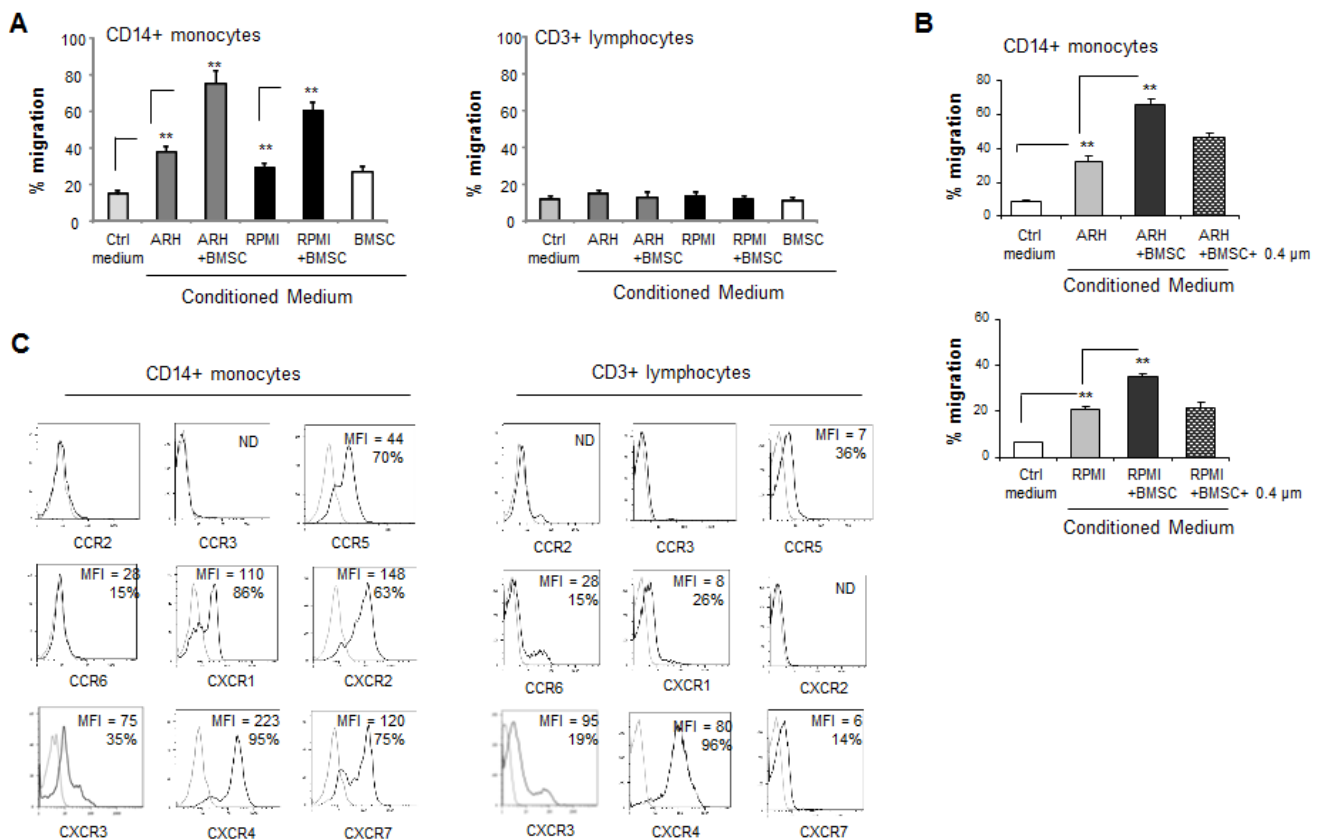 A
CD14+ monocytes
100
80
60
40
20
0
% migration
**
**
**
**
Ctrl medium
ARH
ARH +BMSC
RPMI
RPMI +BMSC
BMSC
Conditioned Medium
CD3+ lymphocytes
100
80
60
40
20
0
% migration
Ctrl medium
ARH
ARH +BMSC
RPMI
RPMI +BMSC
BMSC
Conditioned Medium
B
CD14+ monocytes
80
60
40
20
0
% migration
**
**
Ctrl medium
ARH
ARH +BMSC
ARH +BMSC+ 0.4 µm
Conditioned Medium
60
40
20
0
% migration
**
**
Ctrl medium
RPMI
RPMI +BMSC
RPMI +BMSC+ 0.4 µm
Conditioned Medium
C
CD14+ monocytes
CCR2
ND
CCR3
MFI = 44
70%
CCR5
MFI = 28
15%
CCR6
MFI = 110
86%
CXCR1
MFI = 148
63%
CXCR2
MFI = 75
35%
CXCR3
MFI = 223
95%
CXCR4
MFI = 120
75%
CXCR7
CD3+ lymphocytes
ND
CCR2
CCR3
MFI = 7
36%
CCR5
MFI = 28
15%
CCR6
MFI = 8
26%
CXCR1
ND
CXCR2
MFI = 95
19%
CXCR3
MFI = 80
96%
CXCR4
MFI = 6
14%
CXCR7